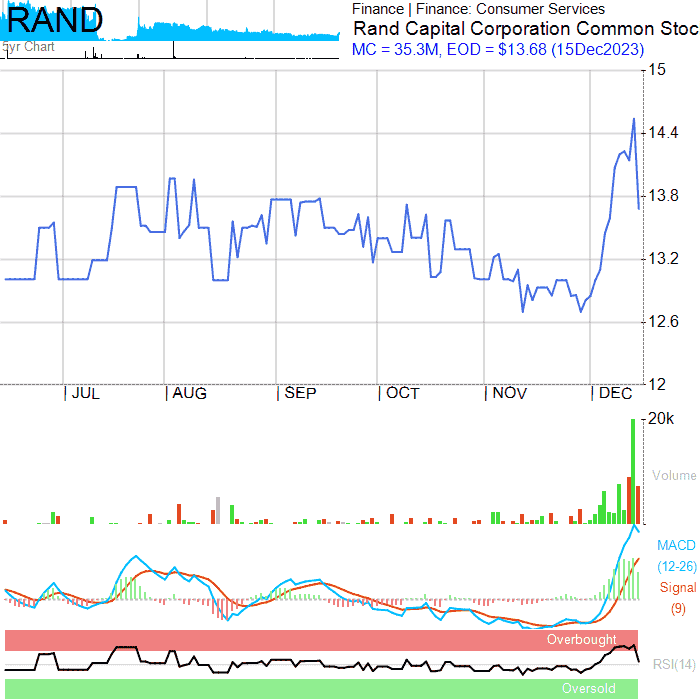 RAND
5yr Chart
Finance | Finance: Consumer Services
Rand Capital Corporation Common Stoc
MC = 35.3M, EOD = $13.68 (15Dec2023)
15
14.4
13.8
13.2
12.6
12
| JUL | AUG | SEP | OCT | NOV | DEC
20k
Volume
MACD
(12-26)
Signal
(9)
Overbought
RSI(14)
Oversold